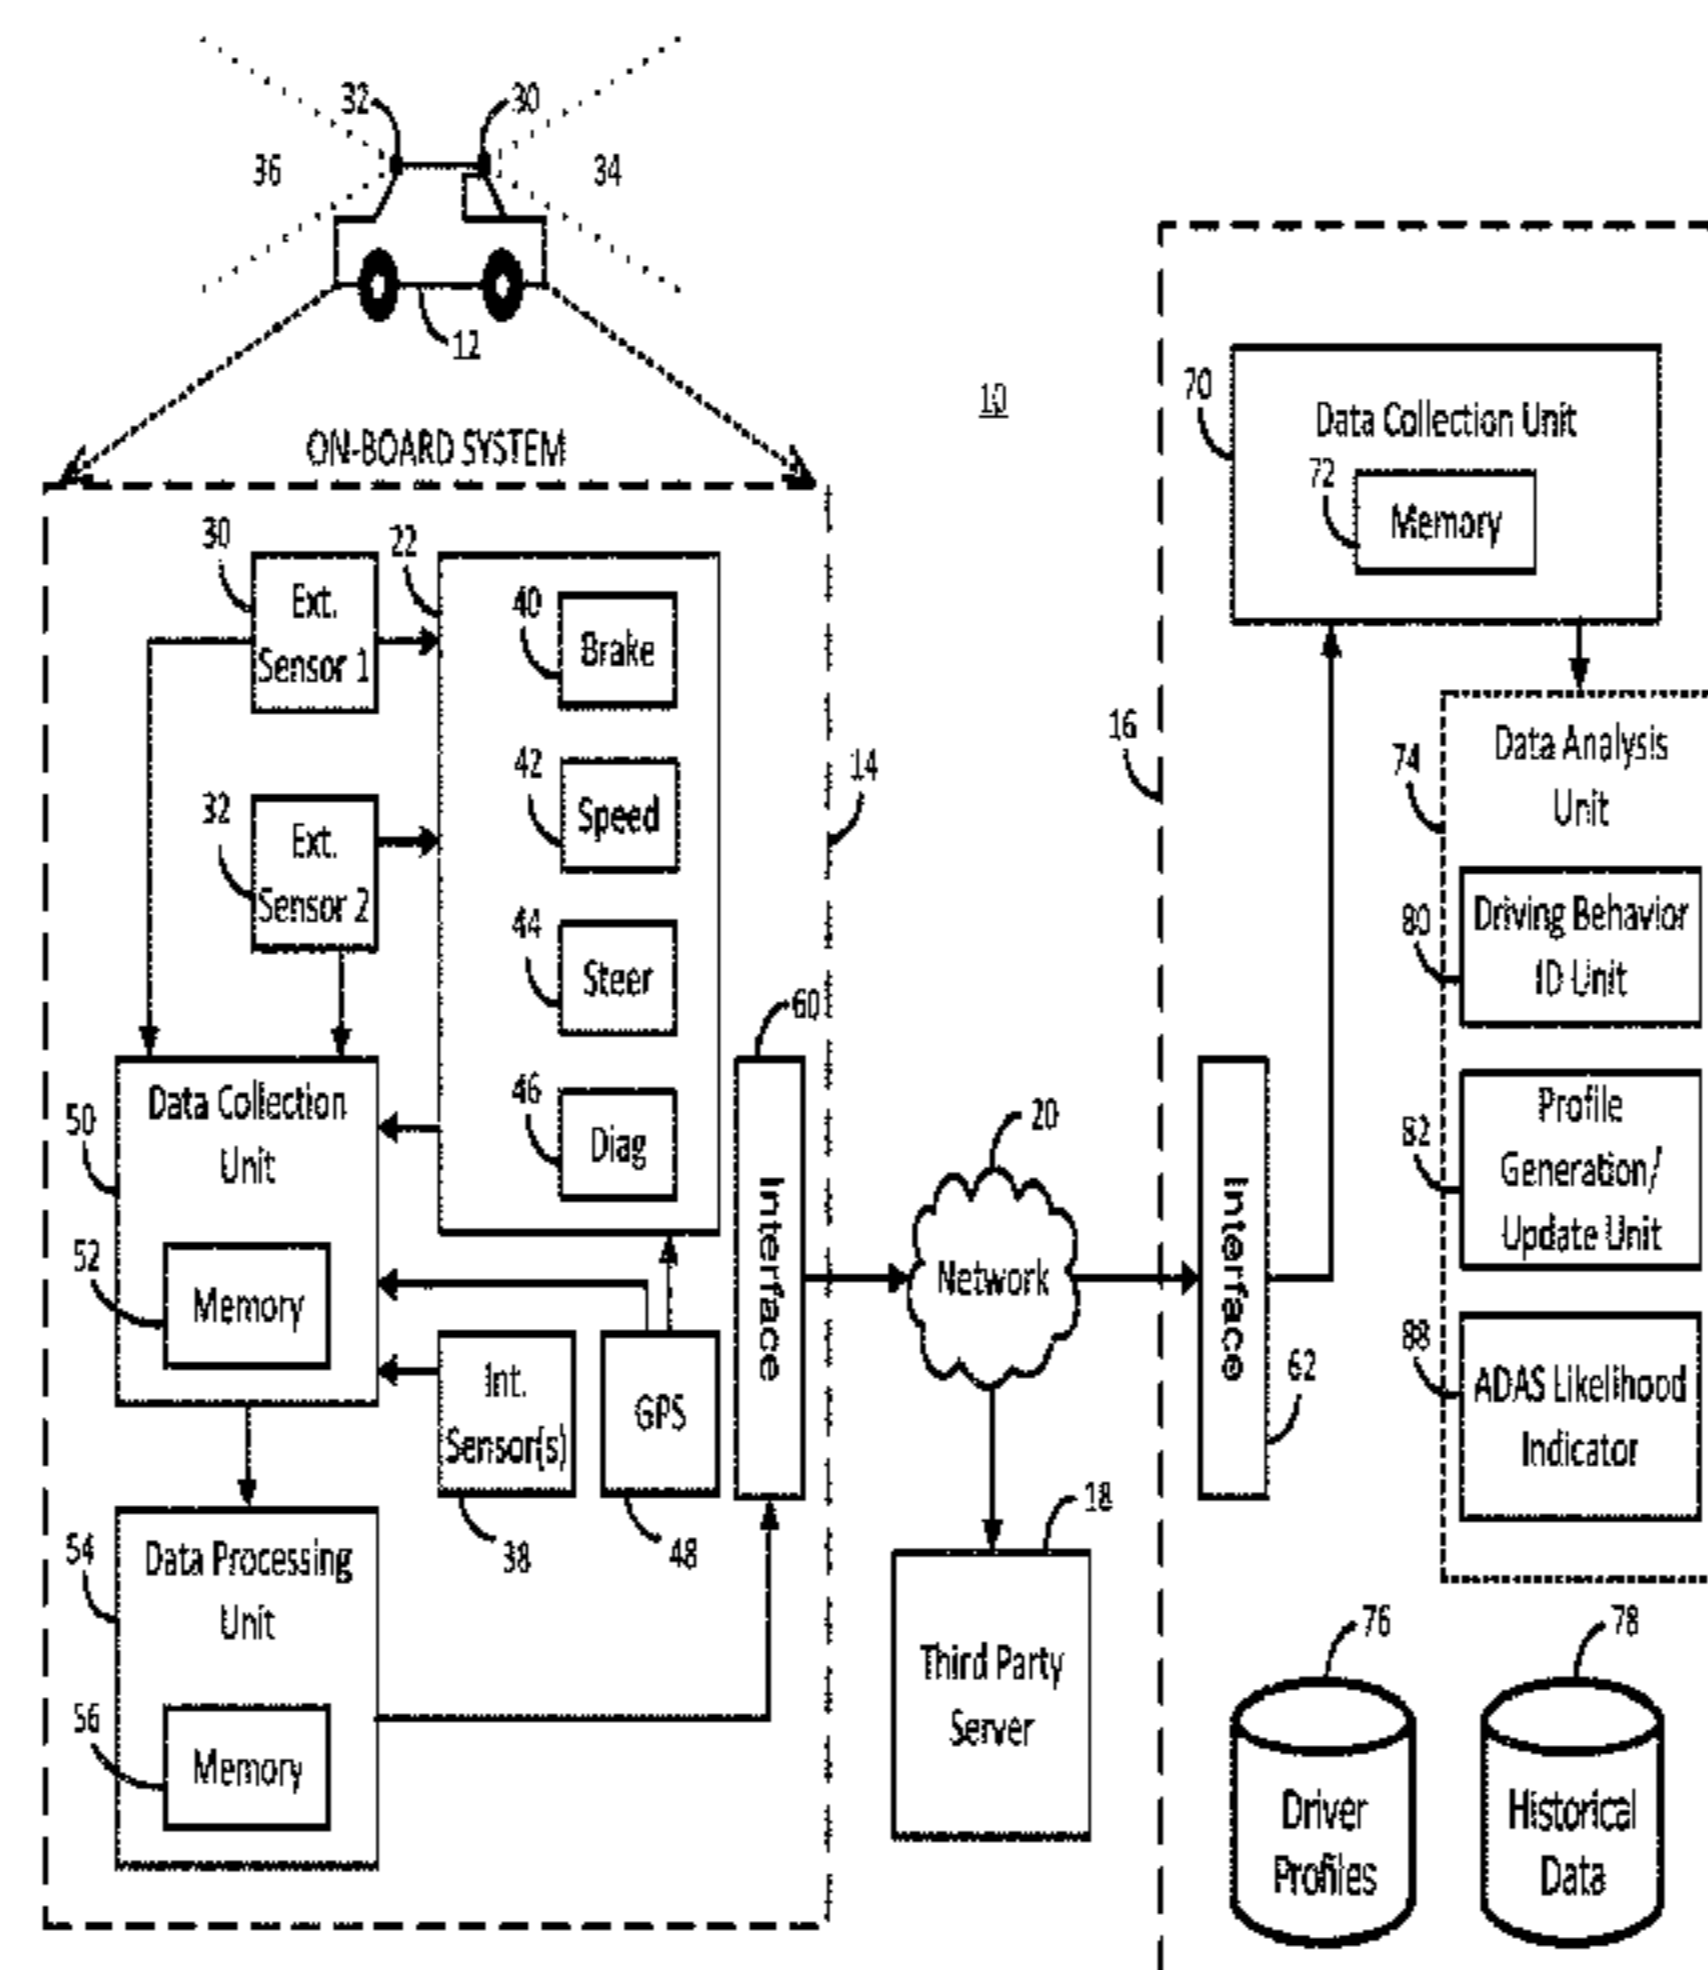 32
30
36
34
12
10
ON-BOARD SYSTEM
30
Ext.
Sensor 1
22
40
Brake
42
Speed
44
Steer
46
Diag
32
Ext.
Sensor 2
14
50
Data Collection
Unit
52
Memory
Int.
Sensor(s)
38
GPS
48
60
Interface
54
Data Processing
Unit
56
Memory
20
Network
18
Third Party
Server
16
62
Interface
70
Data Collection Unit
72
Memory
74
Data Analysis
Unit
80
Driving Behavior
ID Unit
82
Profile
Generation/
Update Unit
88
ADAS Likelihood
Indicator
76
Driver
Profiles
78
Historical
Data